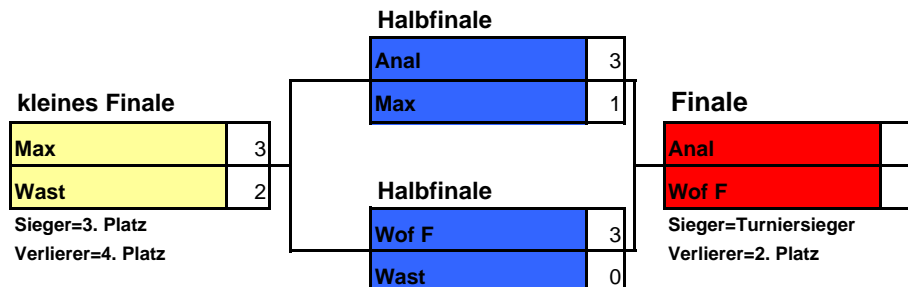 Halbfinale
Anal 3
Max 1
kleines Finale
Max 3
Wast 2
Sieger=3. Platz
Verlierer=4. Platz
Halbfinale
Wof F 3
Wast 0
Finale
Anal
Wof F
Sieger=Turniersieger
Verlierer=2. Platz